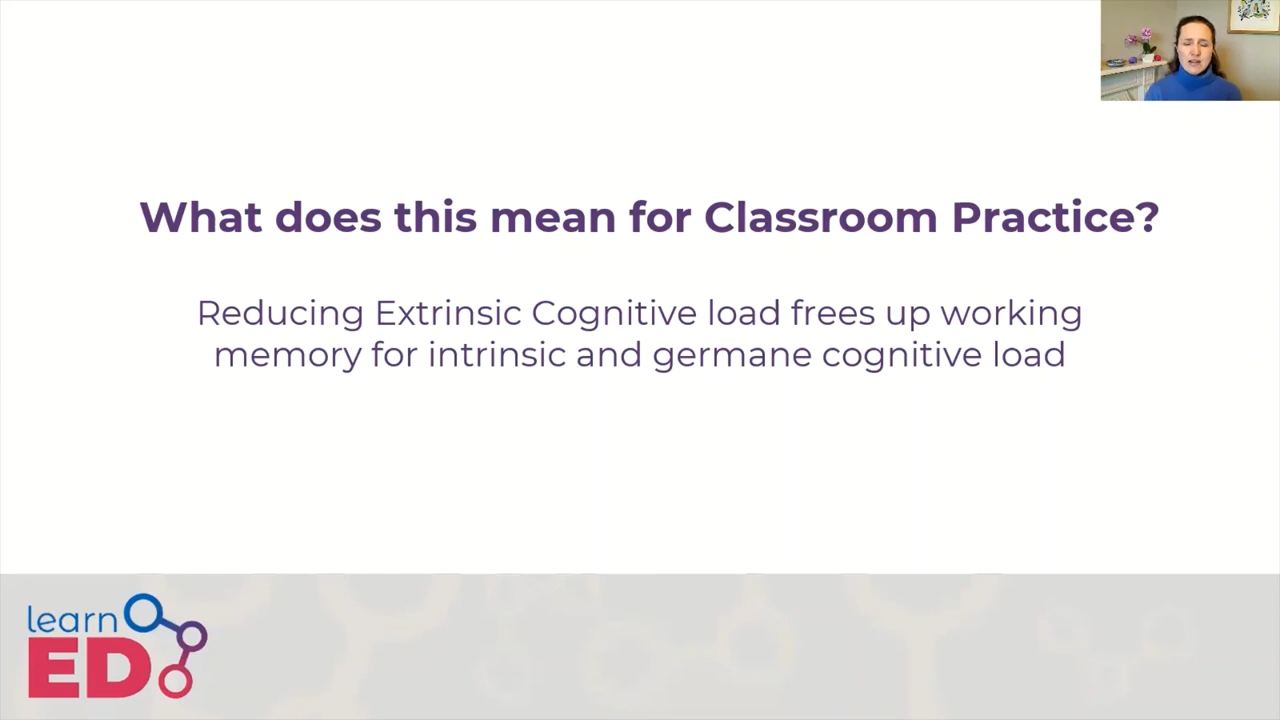 What does this mean for Classroom Practice?
Reducing Extrinsic Cognitive load frees up working
memory for intrinsic and germane cognitive load
learn
ED